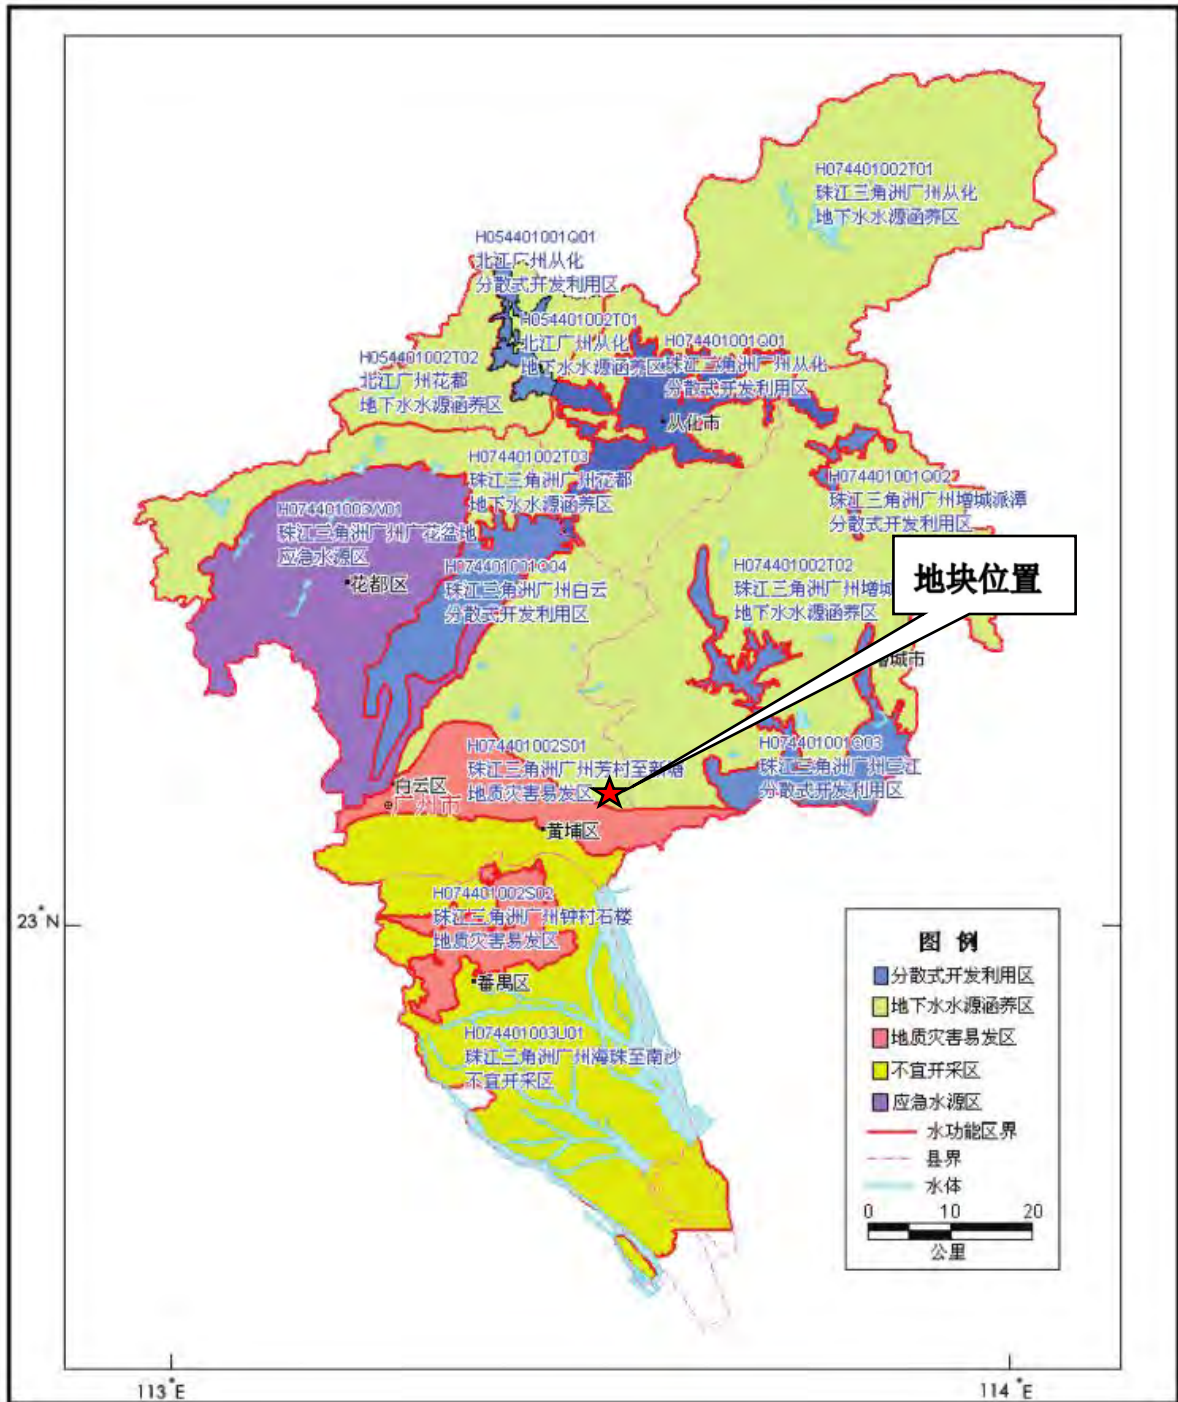 H074401002T01
珠江三角洲广州从化
地下水水源涵养区
H054401001Q01
北江广州从化
分散式开发利用区
H054401002T01
北江广州从化
地下水水源涵养区
H074401001Q01
珠江三角洲广州从化
分散式开发利用区
H054401002T02
北江广州花都
地下水水源涵养区
从化市
H074401002T03
珠江三角洲广州花都
地下水水源涵养区
H074401001Q02
珠江三角洲广州增城派潭
分散式开发利用区
H074401003W01
珠江三角洲广州广花盆地
应急水源区
花都区
H074401001Q04
珠江三角洲广州白云
分散式开发利用区
H074401002T02
珠江三角洲广州增城
地下水水源涵养区
地块位置
增城市
H074401002S01
珠江三角洲广州芳村至新塘
地质灾害易发区
H074401001Q03
珠江三角洲广州三江
分散式开发利用区
白云区
广州市
黄埔区
H074401002S02
珠江三角洲广州钟村石楼
地质灾害易发区
番禺区
H074401003U01
珠江三角洲广州海珠至南沙
不宜开采区
23°N
113°E
114°E
图 例
分散式开发利用区
地下水水源涵养区
地质灾害易发区
不宜开采区
应急水源区
水功能区界
县界
水体
0 10 20
公里